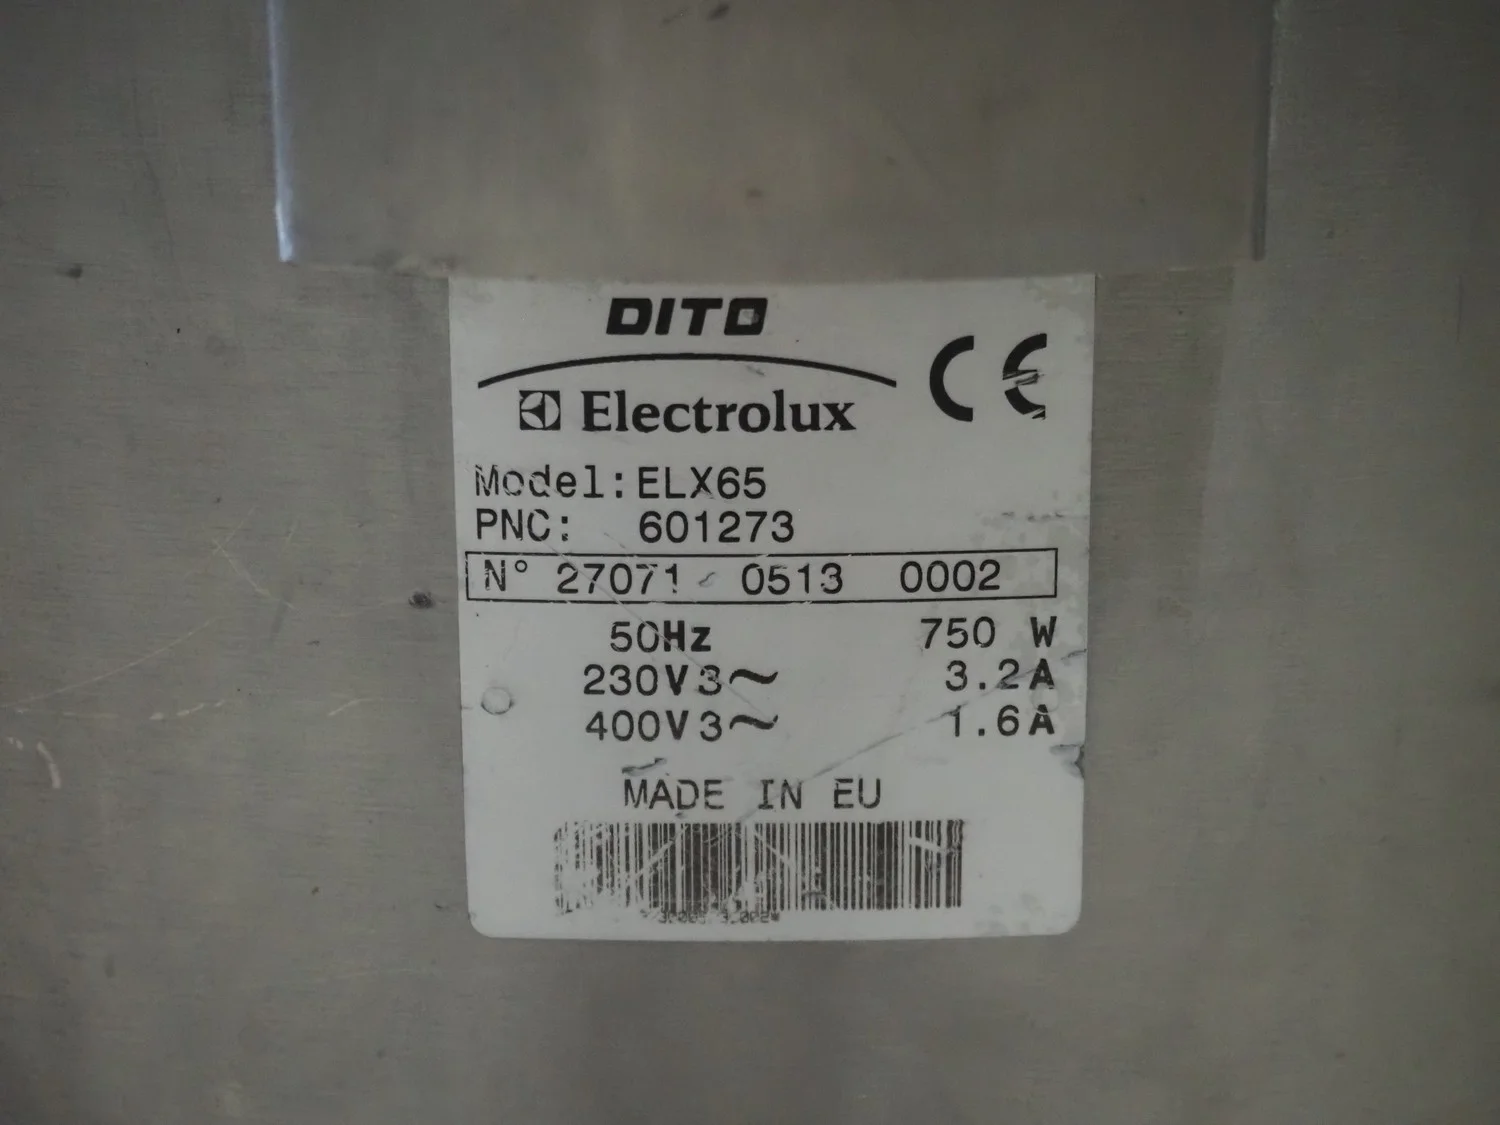 DITO
Electrolux CE
Model: ELX65
PNC: 601273
N° 27071 0513 0002
50Hz 750 W
230V3~ 3.2A
400V3~ 1.6A
MADE IN EU